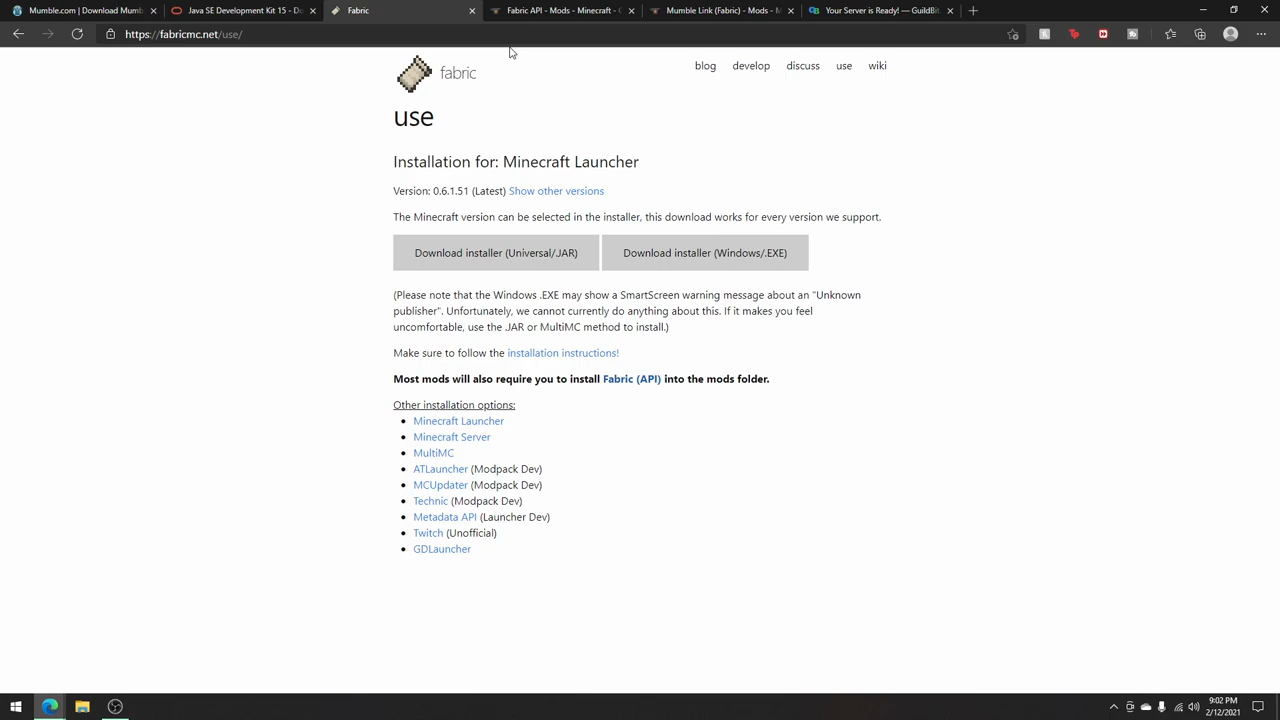 Mumble.com | Download Mumb
Java SE Development Kit 15 - Do
Fabric
Fabric API - Mods - Minecraft - C
Mumble Link (Fabric) - Mods - M
Your Server is Ready! — GuildBit
https://fabricmc.net/use/
fabric
blog develop discuss use wiki
use
Installation for: Minecraft Launcher
Version: 0.6.1.51 (Latest) Show other versions
The Minecraft version can be selected in the installer, this download works for every version we support.
Download installer (Universal/.JAR) Download installer (Windows/.EXE)
(Please note that the Windows .EXE may show a SmartScreen warning message about an "Unknown
publisher". Unfortunately, we cannot currently do anything about this. If it makes you feel
uncomfortable, use the .JAR or MultiMC method to install.)
Make sure to follow the installation instructions!
Most mods will also require you to install Fabric (API) into the mods folder.
Other installation options:
Minecraft Launcher
Minecraft Server
MultiMC
ATLauncher (Modpack Dev)
MCUpdater (Modpack Dev)
Technic (Modpack Dev)
Metadata API (Launcher Dev)
Twitch (Unofficial)
GDLauncher
9:02 PM
2/12/2021